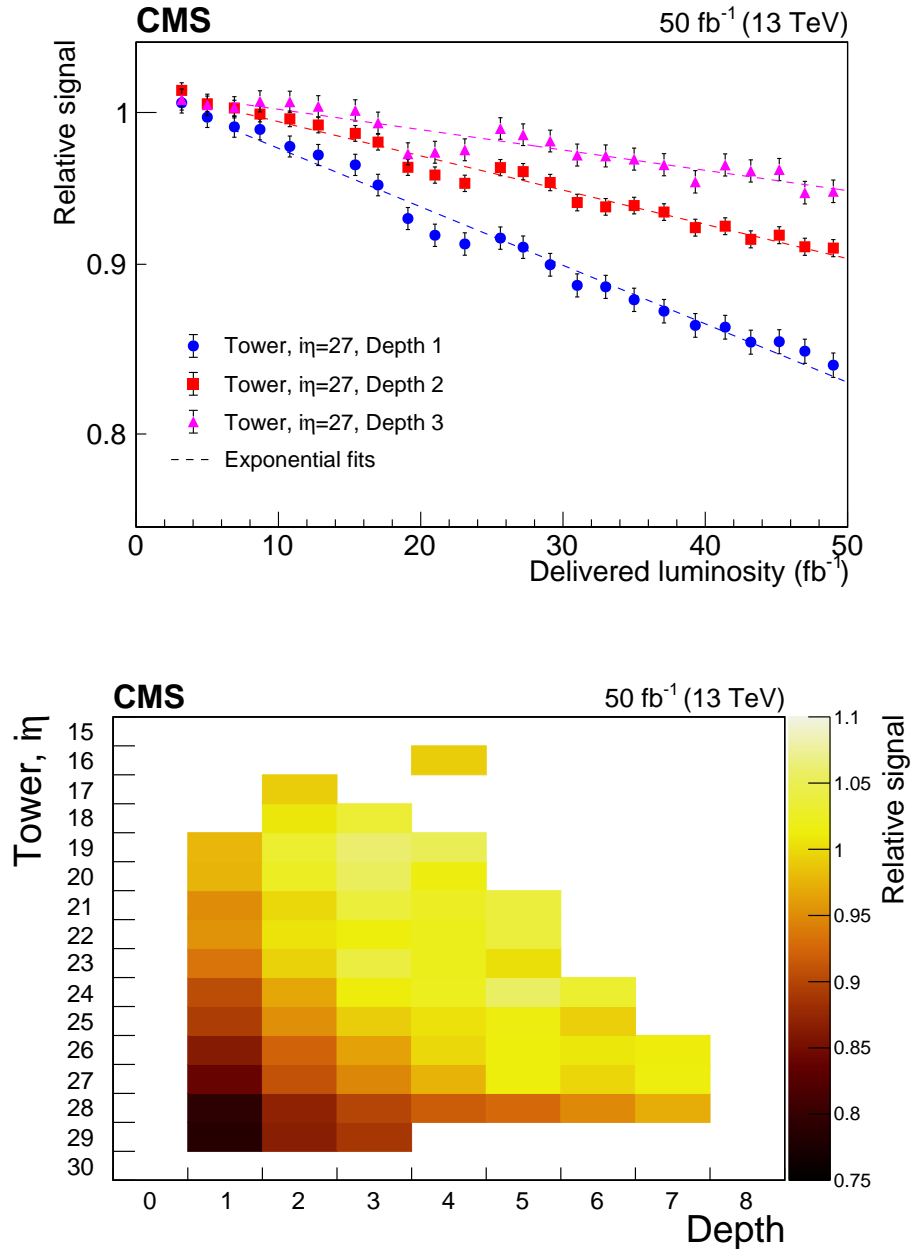 CMS 50 fb⁻¹ (13 TeV)
Relative signal
1
0.9
0.8
Tower, iη=27, Depth 1
Tower, iη=27, Depth 2
Tower, iη=27, Depth 3
Exponential fits
0 10 20 30 40 50
Delivered luminosity (fb⁻¹)
CMS 50 fb⁻¹ (13 TeV)
Tower, iη
15
16
17
18
19
20
21
22
23
24
25
26
27
28
29
30
0 1 2 3 4 5 6 7 8
Depth
1.1
1.05
1
0.95
0.9
0.85
0.8
0.75
Relative signal